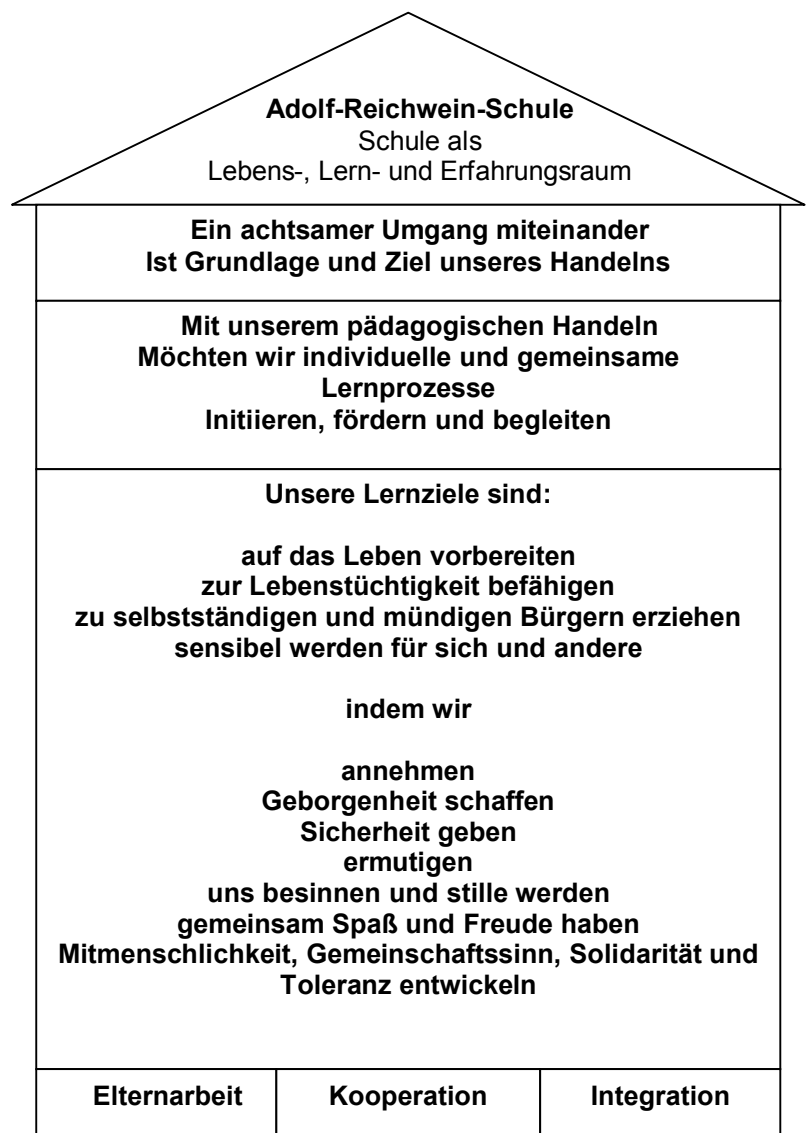 Adolf-Reichwein-Schule
Schule als
Lebens-, Lern- und Erfahrungsraum
Ein achtsamer Umgang miteinander
Ist Grundlage und Ziel unseres Handelns
Mit unserem pädagogischen Handeln
Möchten wir individuelle und gemeinsame
Lernprozesse
Initiieren, fördern und begleiten
Unsere Lernziele sind:
auf das Leben vorbereiten
zur Lebenstüchtigkeit befähigen
zu selbstständigen und mündigen Bürgern erziehen
sensibel werden für sich und andere
indem wir
annehmen
Geborgenheit schaffen
Sicherheit geben
ermutigen
uns besinnen und stille werden
gemeinsam Spaß und Freude haben
Mitmenschlichkeit, Gemeinschaftssinn, Solidarität und
Toleranz entwickeln
Elternarbeit Kooperation Integration